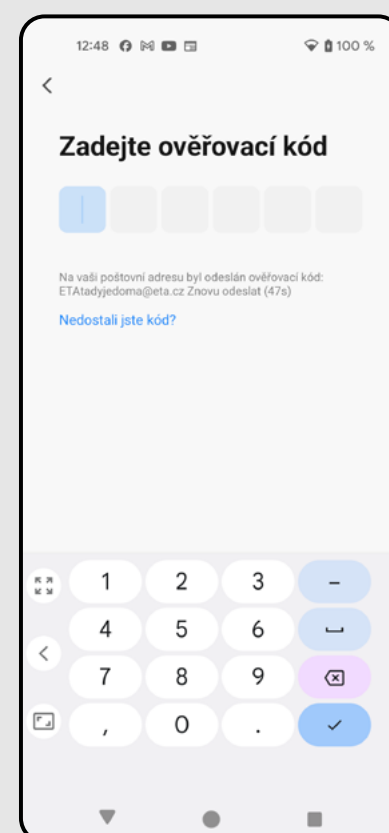 12:48 100 %
Zadejte ověřovací kód
Na vaši poštovní adresu byl odeslán ověřovací kód:
ETAtadyjedoma@eta.cz Znovu odeslat (47s)
Nedostali jste kód?
1 2 3 –
4 5 6
7 8 9
, 0 .